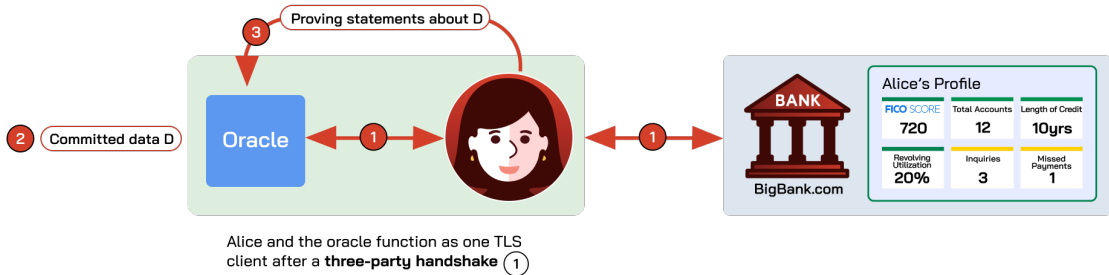 3 Proving statements about D
2 Committed data D
Oracle
1
1
BANK
BigBank.com
Alice's Profile
FICO SCORE
720
Total Accounts
12
Length of Credit
10yrs
Revolving
Utilization
20%
Inquiries
3
Missed
Payments
1
Alice and the oracle function as one TLS
client after a three-party handshake 1